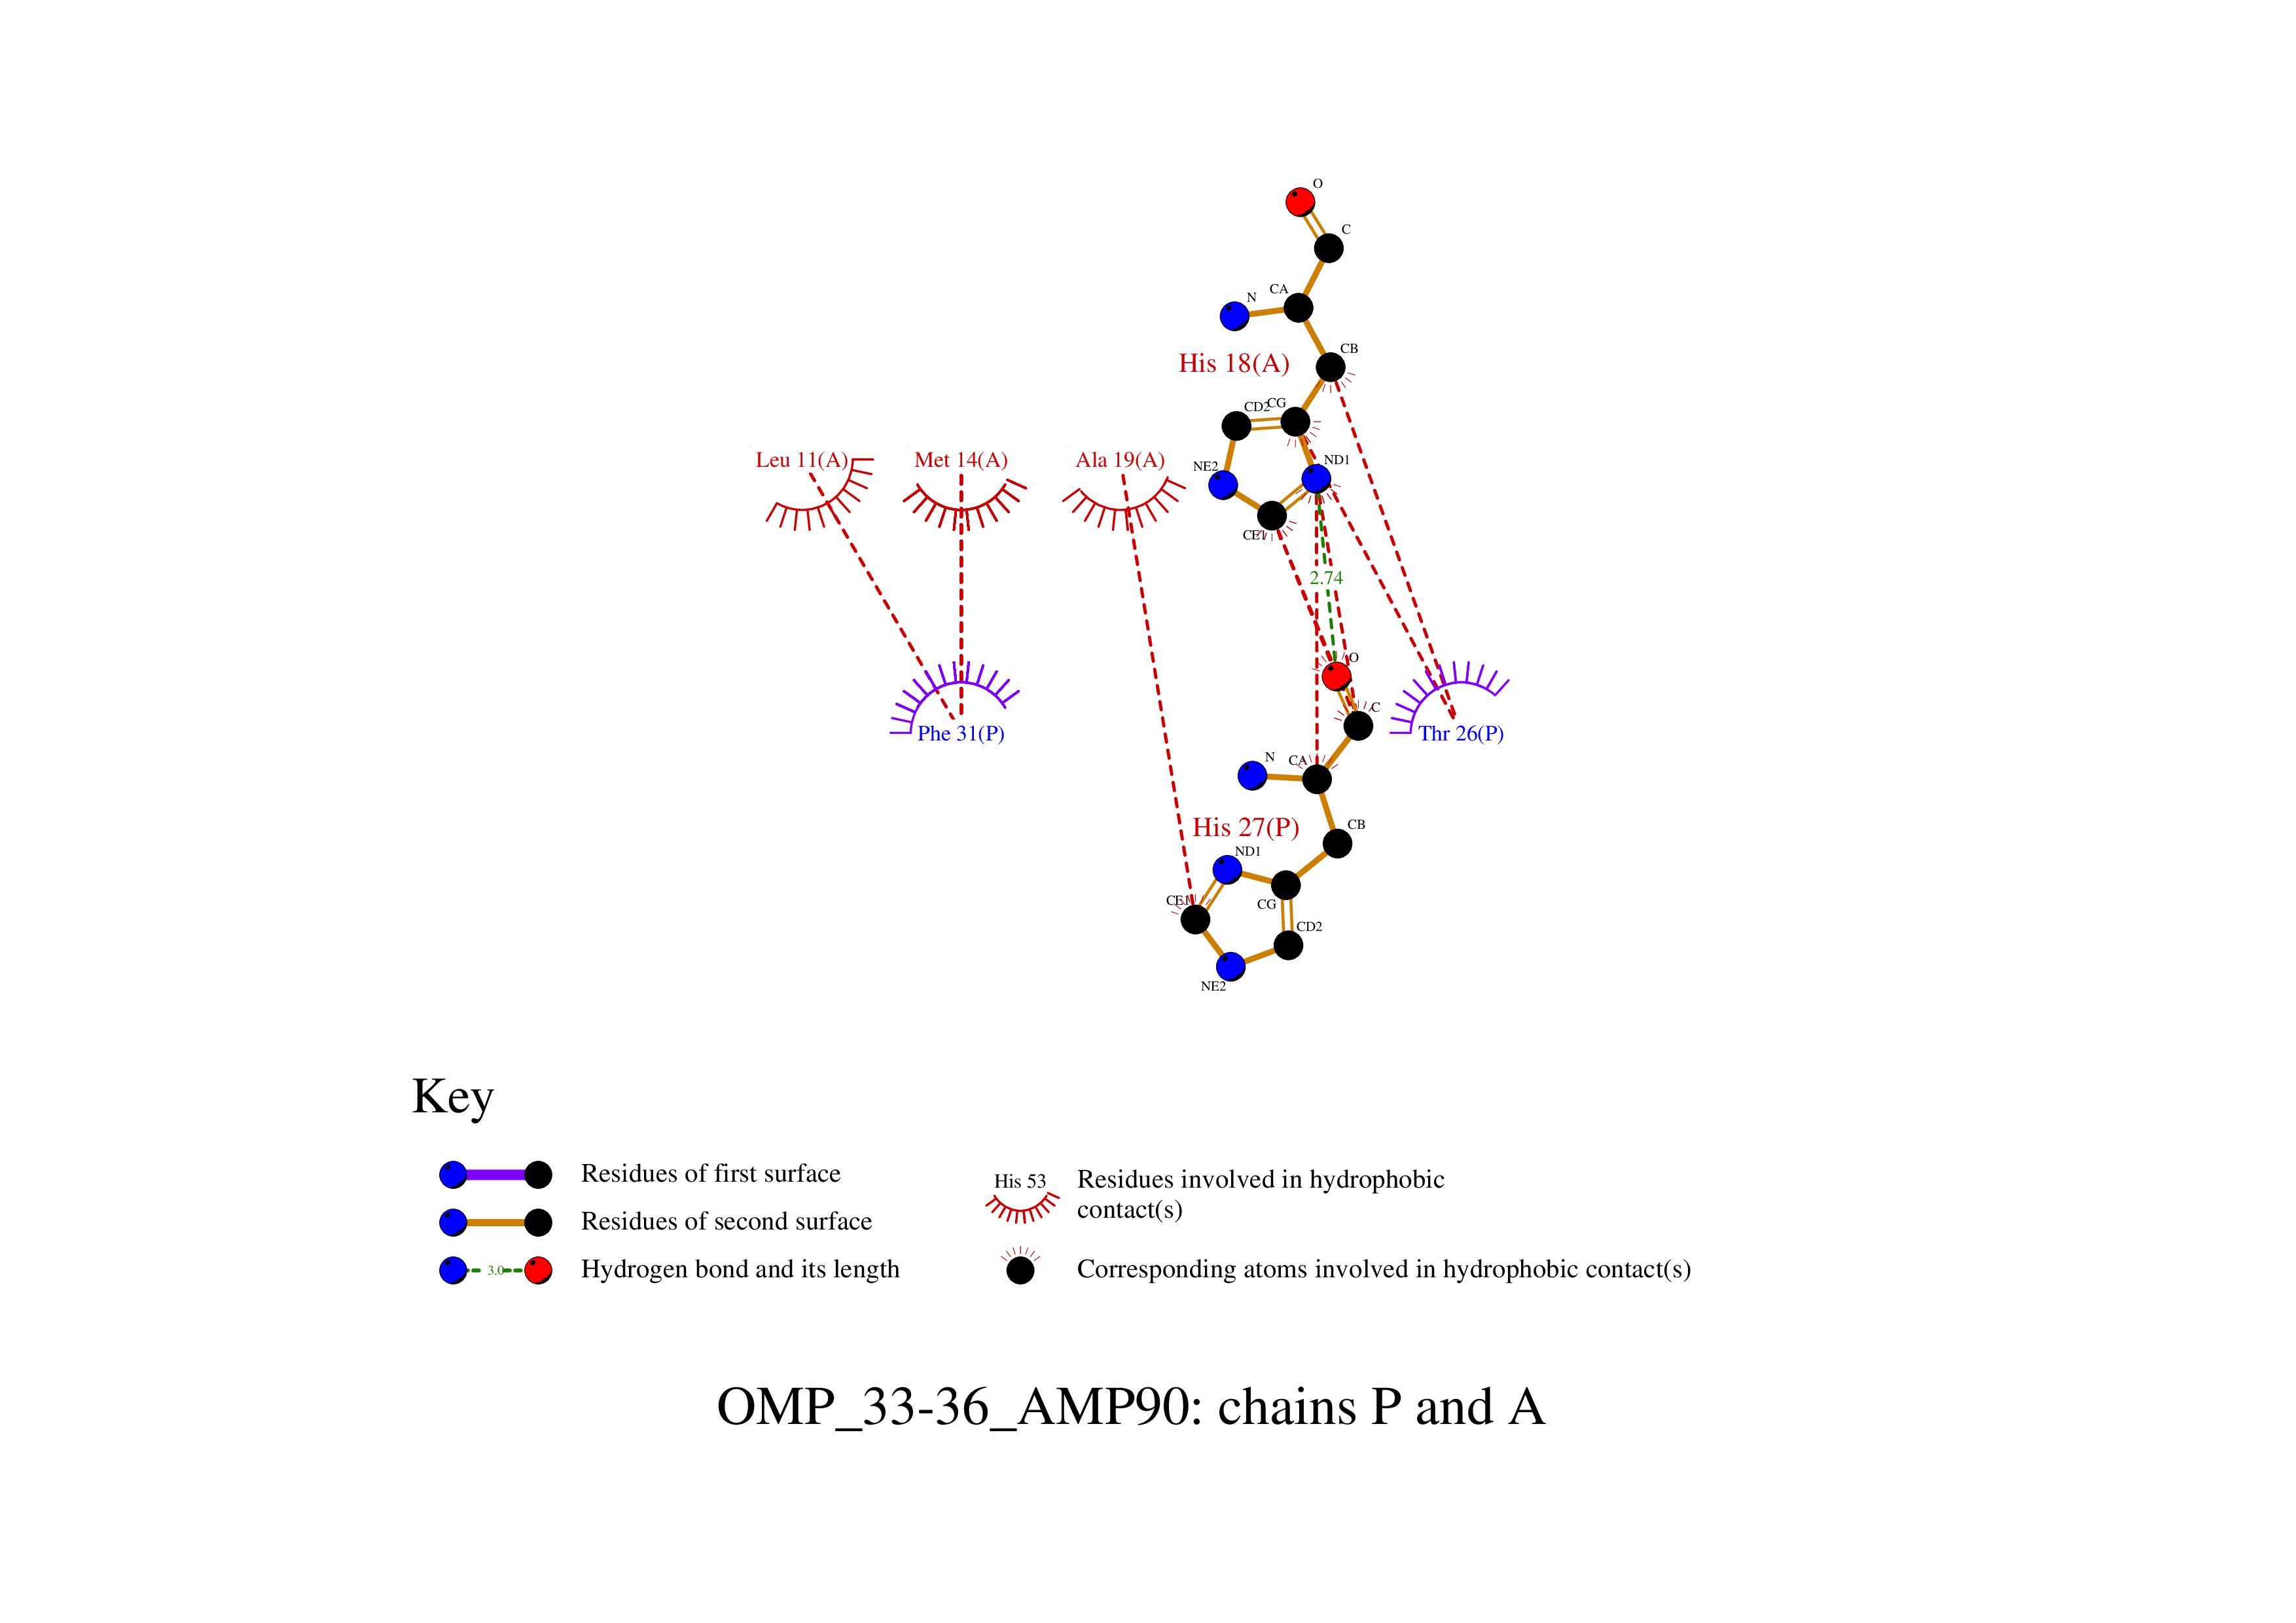 O
C
N
CA
CB
His 18(A)
CD2
CG
ND1
NE2
CE1
Leu 11(A)
Met 14(A)
Ala 19(A)
2.74
O
C
Phe 31(P)
Thr 26(P)
N
CA
His 27(P)
CB
ND1
CE1
CG
CD2
NE2
Key
Residues of first surface
Residues of second surface
3.0
Hydrogen bond and its length
His 53
Residues involved in hydrophobic
contact(s)
Corresponding atoms involved in hydrophobic contact(s)
OMP_33-36_AMP90: chains P and A